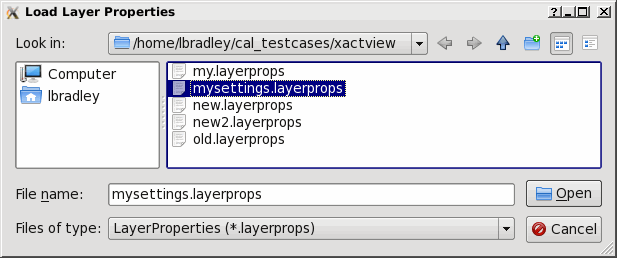 Load Layer Properties
Look in: /home/lbradley/cal_testcases/xactview
Computer
lbradley
my.layerprops
mysettings.layerprops
new.layerprops
new2.layerprops
old.layerprops
File name: mysettings.layerprops Open
Files of type: LayerProperties (*.layerprops) Cancel